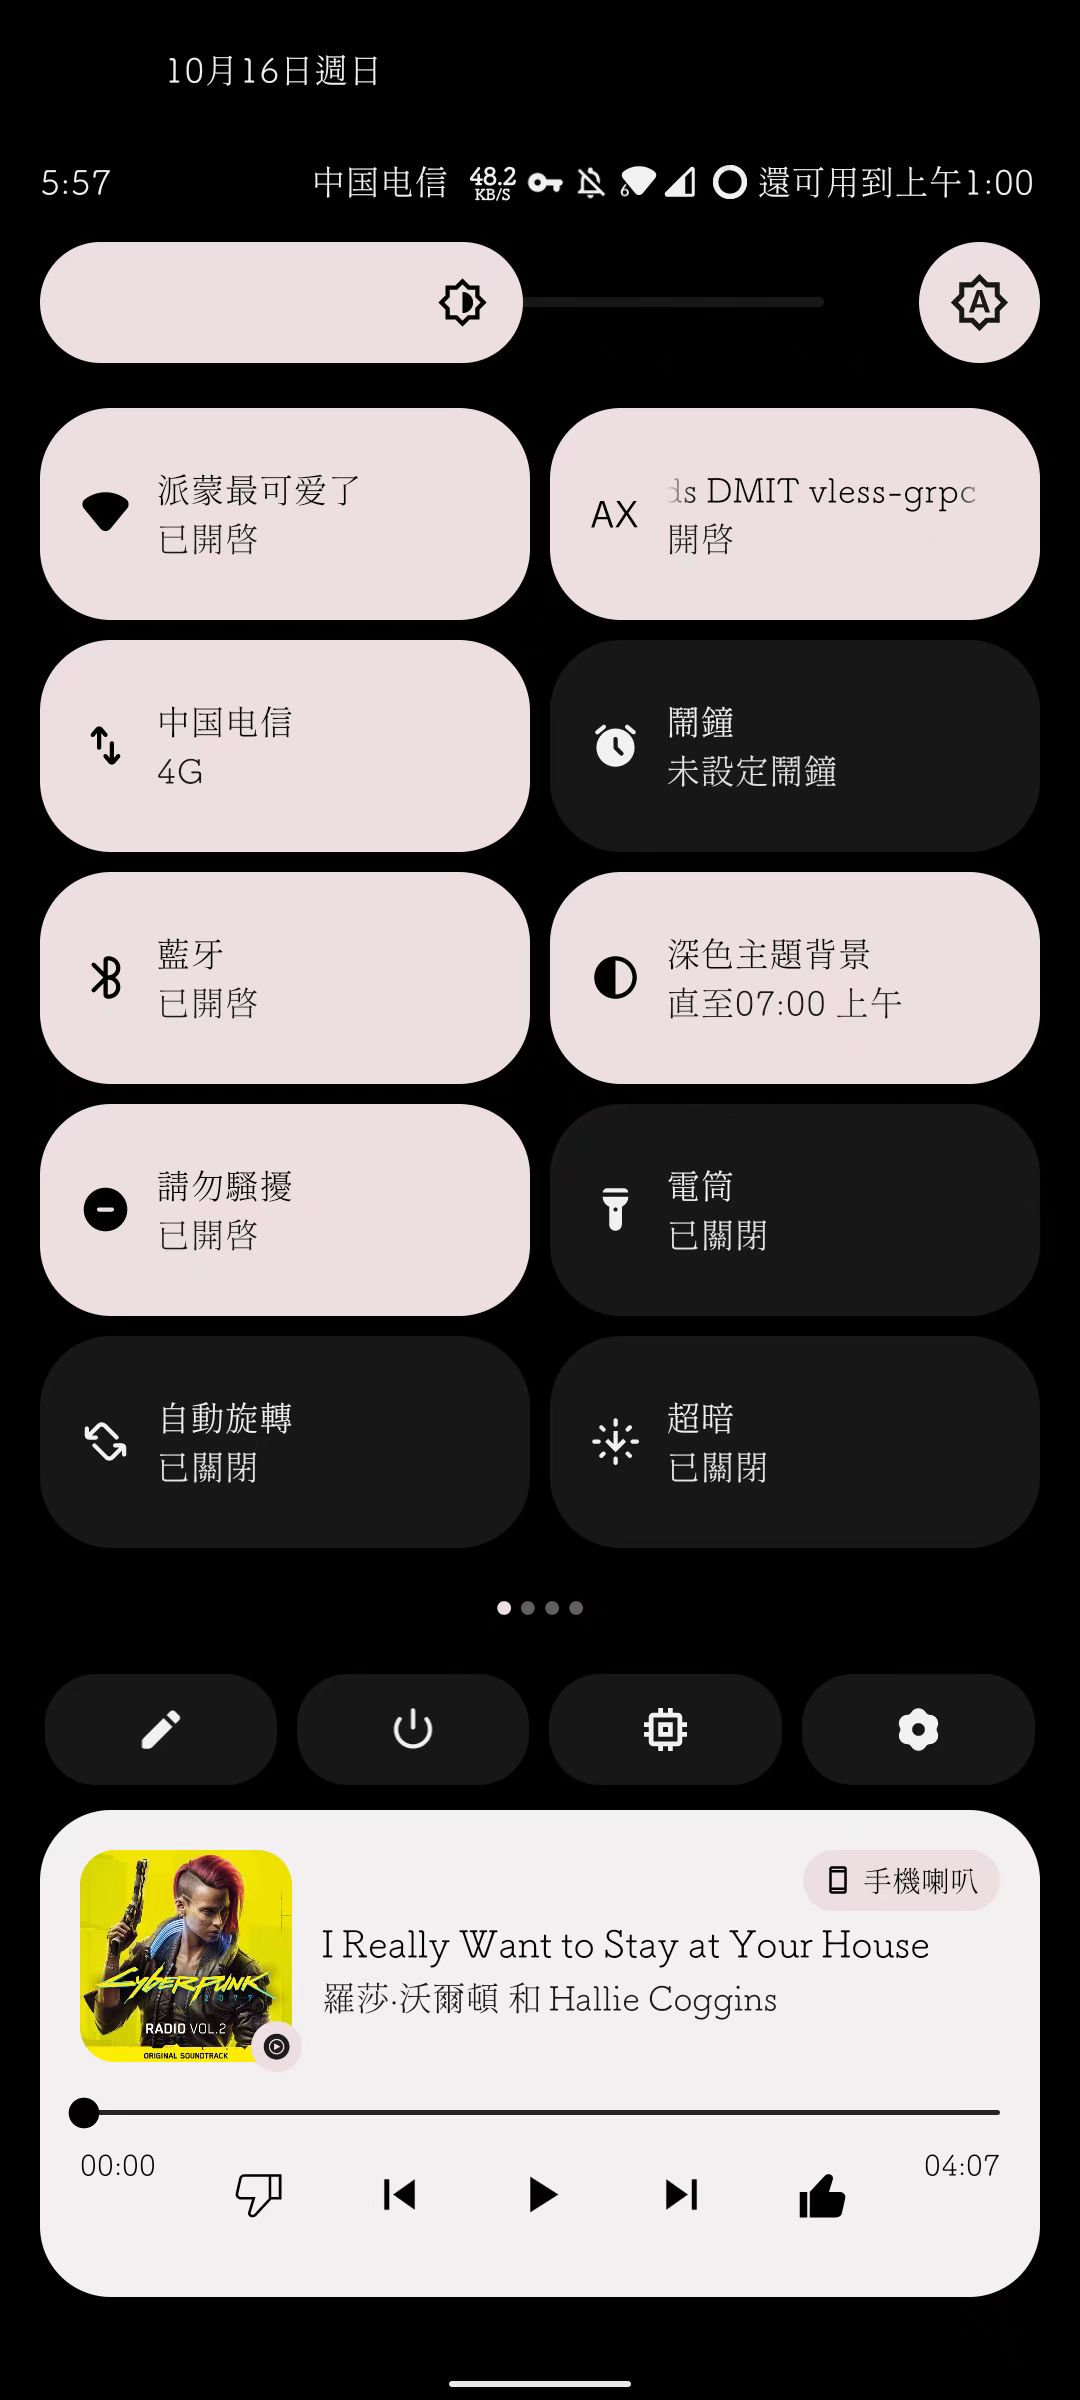 10月16日週日
5:57 中国电信 48.2 KB/S 6 還可用到上午1:00
A
派蒙最可爱了
已開啓
AX
ds DMIT vless-grpc
開啓
中国电信
4G
鬧鐘
未設定鬧鐘
藍牙
已開啓
深色主題背景
直至07:00 上午
請勿騷擾
已開啓
電筒
已關閉
自動旋轉
已關閉
超暗
已關閉
手機喇叭
CYBERPUNK
2077
RADIO VOL.2
ORIGINAL SOUNDTRACK
I Really Want to Stay at Your House
羅莎·沃爾頓 和 Hallie Coggins
00:00
04:07